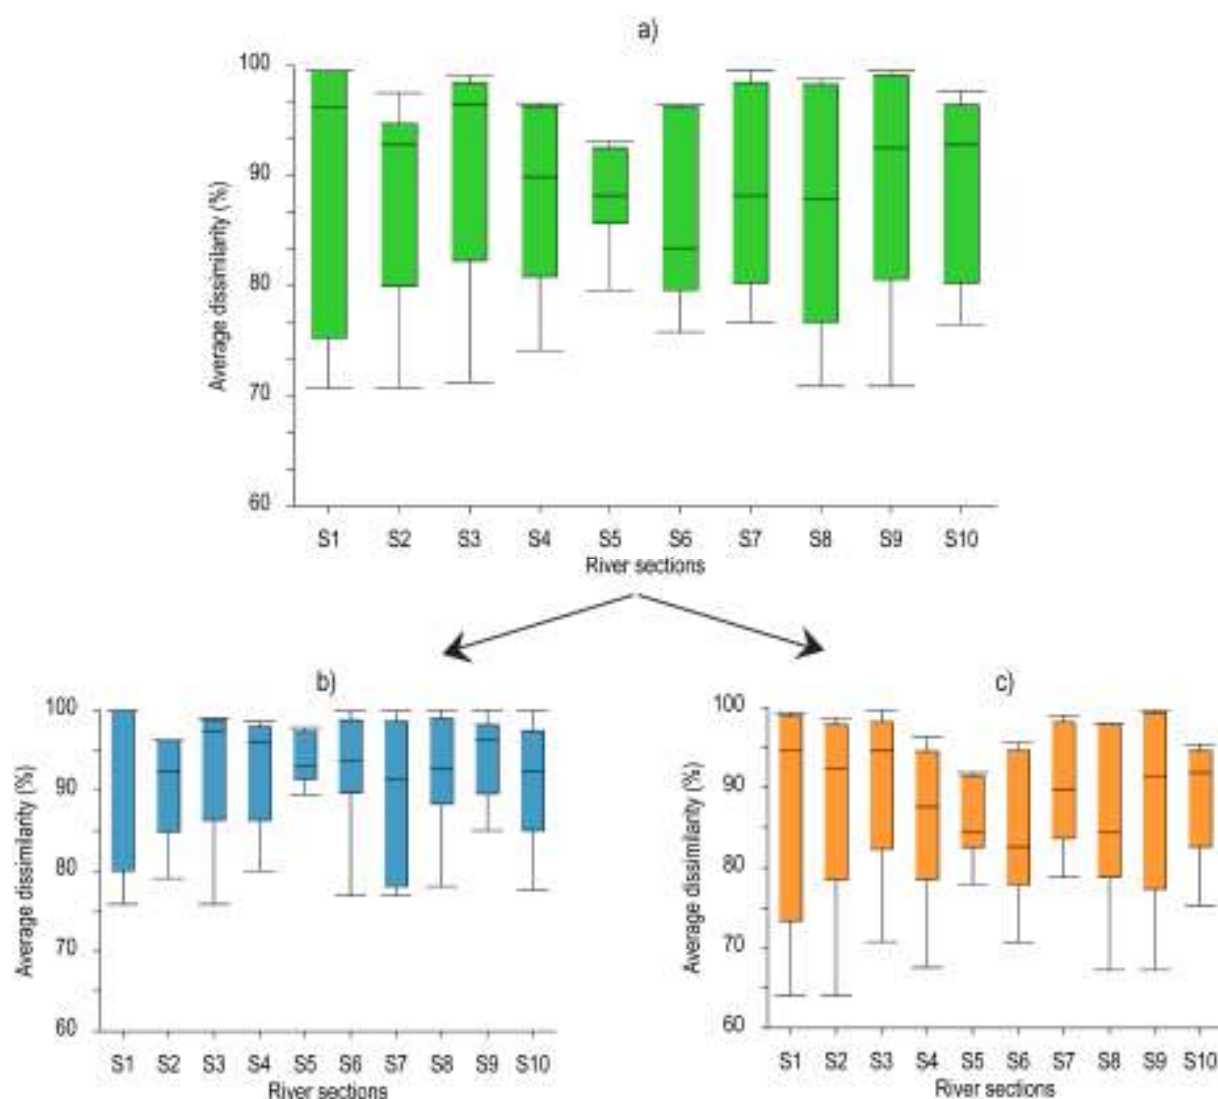 a)
100
90
80
70
60
Average dissimilarity (%)
S1 S2 S3 S4 S5 S6 S7 S8 S9 S10
River sections
b)
100
90
80
70
60
Average dissimilarity (%)
S1 S2 S3 S4 S5 S6 S7 S8 S9 S10
River sections
c)
100
90
80
70
60
Average dissimilarity (%)
S1 S2 S3 S4 S5 S6 S7 S8 S9 S10
River sections